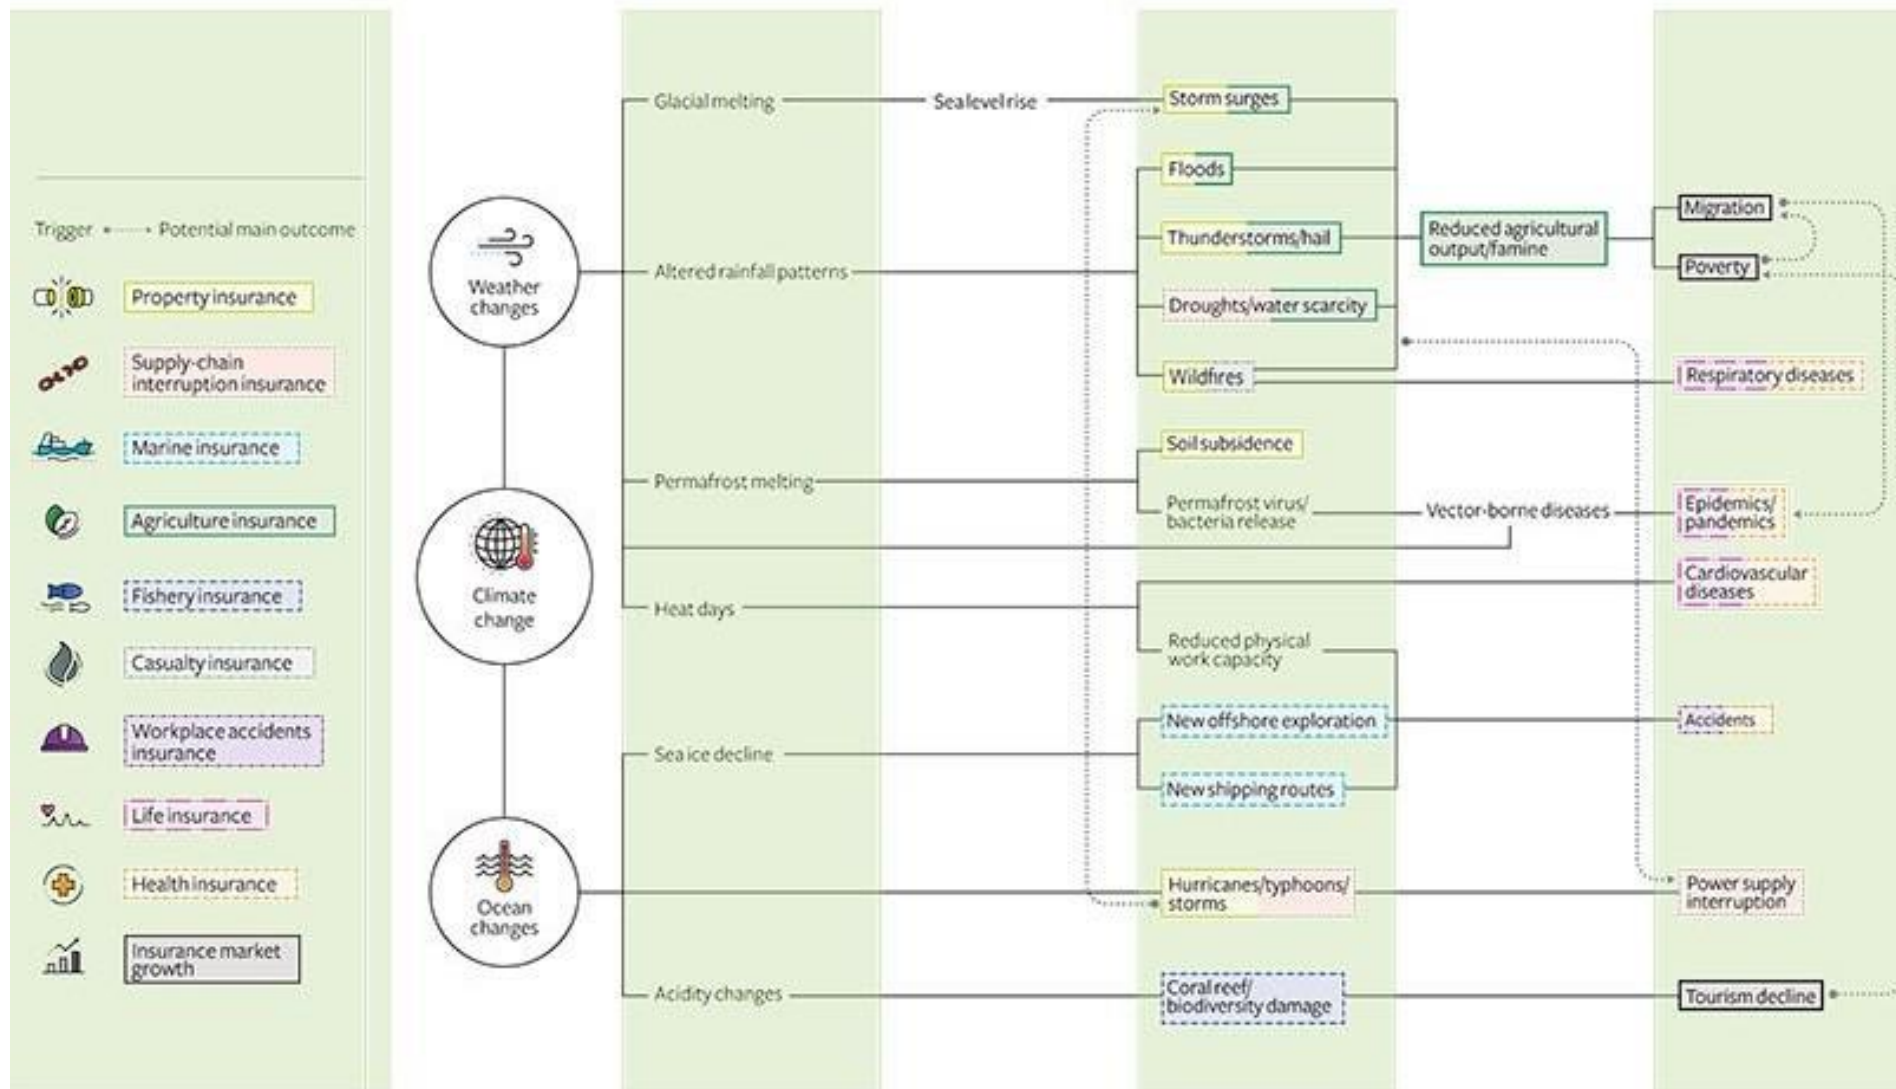 Trigger
Potential main outcome
Property insurance
Supply-chain
interruption insurance
Marine insurance
Agriculture insurance
Fishery insurance
Casualty insurance
Workplace accidents
insurance
Life insurance
Health insurance
Insurance market
growth
Weather
changes
Climate
change
Ocean
changes
Glacial melting
Altered rainfall patterns
Permafrost melting
Heat days
Sea ice decline
Acidity changes
Sea level rise
Storm surges
Floods
Thunderstorms/hail
Droughts/water scarcity
Wildfires
Soil subsidence
Permafrost virus/
bacteria release
Reduced physical
work capacity
New offshore exploration
New shipping routes
Hurricanes/typhoons/
storms
Coral reef/
biodiversity damage
Reduced agricultural
output/famine
Vector-borne diseases
Migration
Poverty
Respiratory diseases
Epidemics/
pandemics
Cardiovascular
diseases
Accidents
Power supply
interruption
Tourism decline